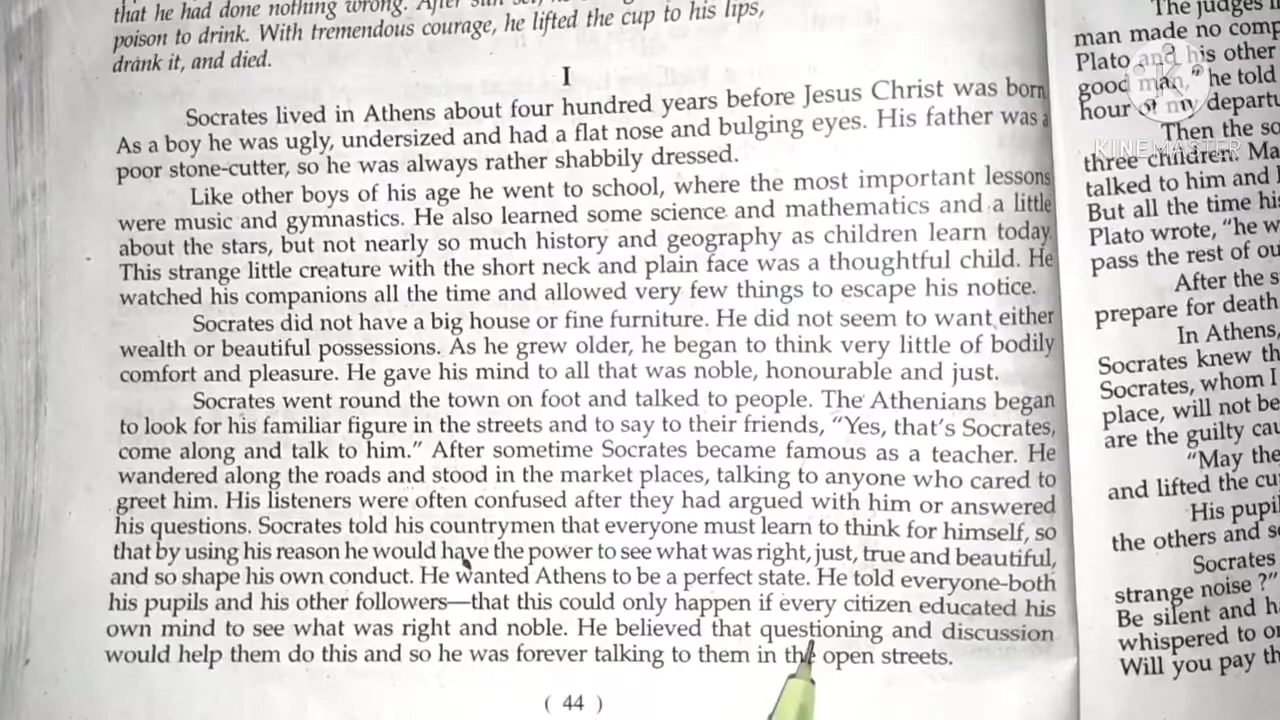 that he had done nothing wrong. After
poison to drink. With tremendous courage, he lifted the cup to his lips,
drank it, and died.
I
Socrates lived in Athens about four hundred years before Jesus Christ was born
As a boy he was ugly, undersized and had a flat nose and bulging eyes. His father was a
poor stone-cutter, so he was always rather shabbily dressed.
Like other boys of his age he went to school, where the most important lessons
were music and gymnastics. He also learned some science and mathematics and a little
about the stars, but not nearly so much history and geography as children learn today.
This strange little creature with the short neck and plain face was a thoughtful child. He
watched his companions all the time and allowed very few things to escape his notice.
Socrates did not have a big house or fine furniture. He did not seem to want either
wealth or beautiful possessions. As he grew older, he began to think very little of bodily
comfort and pleasure. He gave his mind to all that was noble, honourable and just.
Socrates went round the town on foot and talked to people. The Athenians began
to look for his familiar figure in the streets and to say to their friends, "Yes, that's Socrates,
come along and talk to him." After sometime Socrates became famous as a teacher. He
wandered along the roads and stood in the market places, talking to anyone who cared to
greet him. His listeners were often confused after they had argued with him or answered
his questions. Socrates told his countrymen that everyone must learn to think for himself, so
that by using his reason he would have the power to see what was right, just, true and beautiful,
and so shape his own conduct. He wanted Athens to be a perfect state. He told everyone-both
his pupils and his other followers—that this could only happen if every citizen educated his
own mind to see what was right and noble. He believed that questioning and discussion
would help them do this and so he was forever talking to them in the open streets.
( 44 )
The judges
man made no
Plato and his other
good man," he told
hour of my
Then the
three children.
talked to him and
But all the time
Plato wrote, "he
pass the rest of
After the
prepare for death
In Athens,
Socrates knew
Socrates, whom I
place, will not be
are the guilty
"May the
and lifted the
His
the others and
Socrates
strange noise ?"
Be silent and
whispered to
Will you pay
K
KINEMASTER